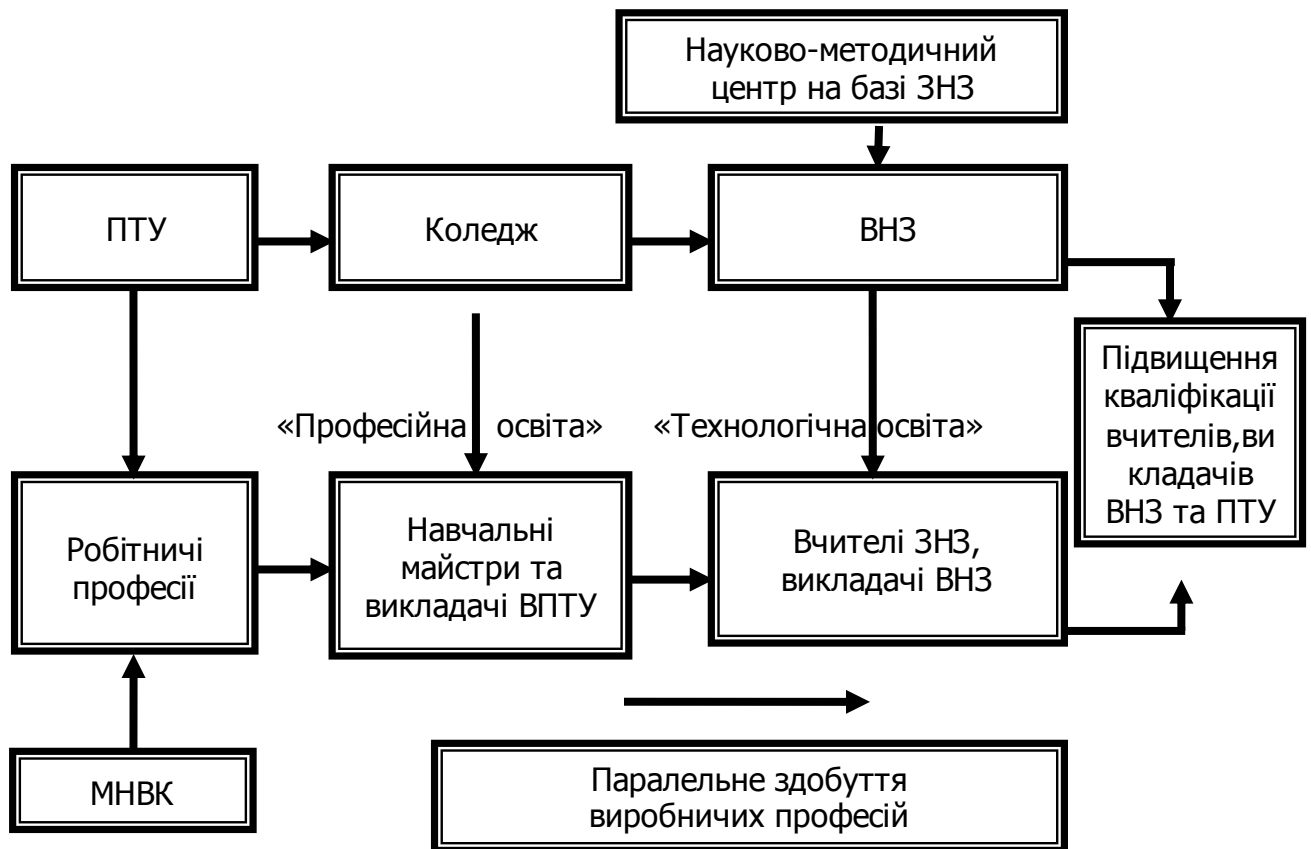 Науково-методичний
центр на базі ЗНЗ
ПТУ
Коледж
ВНЗ
Підвищення
кваліфікації
вчителів,ви
кладачів
ВНЗ та ПТУ
«Професійна освіта»
«Технологічна освіта»
Робітничі
професії
Навчальні
майстри та
викладачі ВПТУ
Вчителі ЗНЗ,
викладачі ВНЗ
МНВК
Паралельне здобуття
виробничих професій